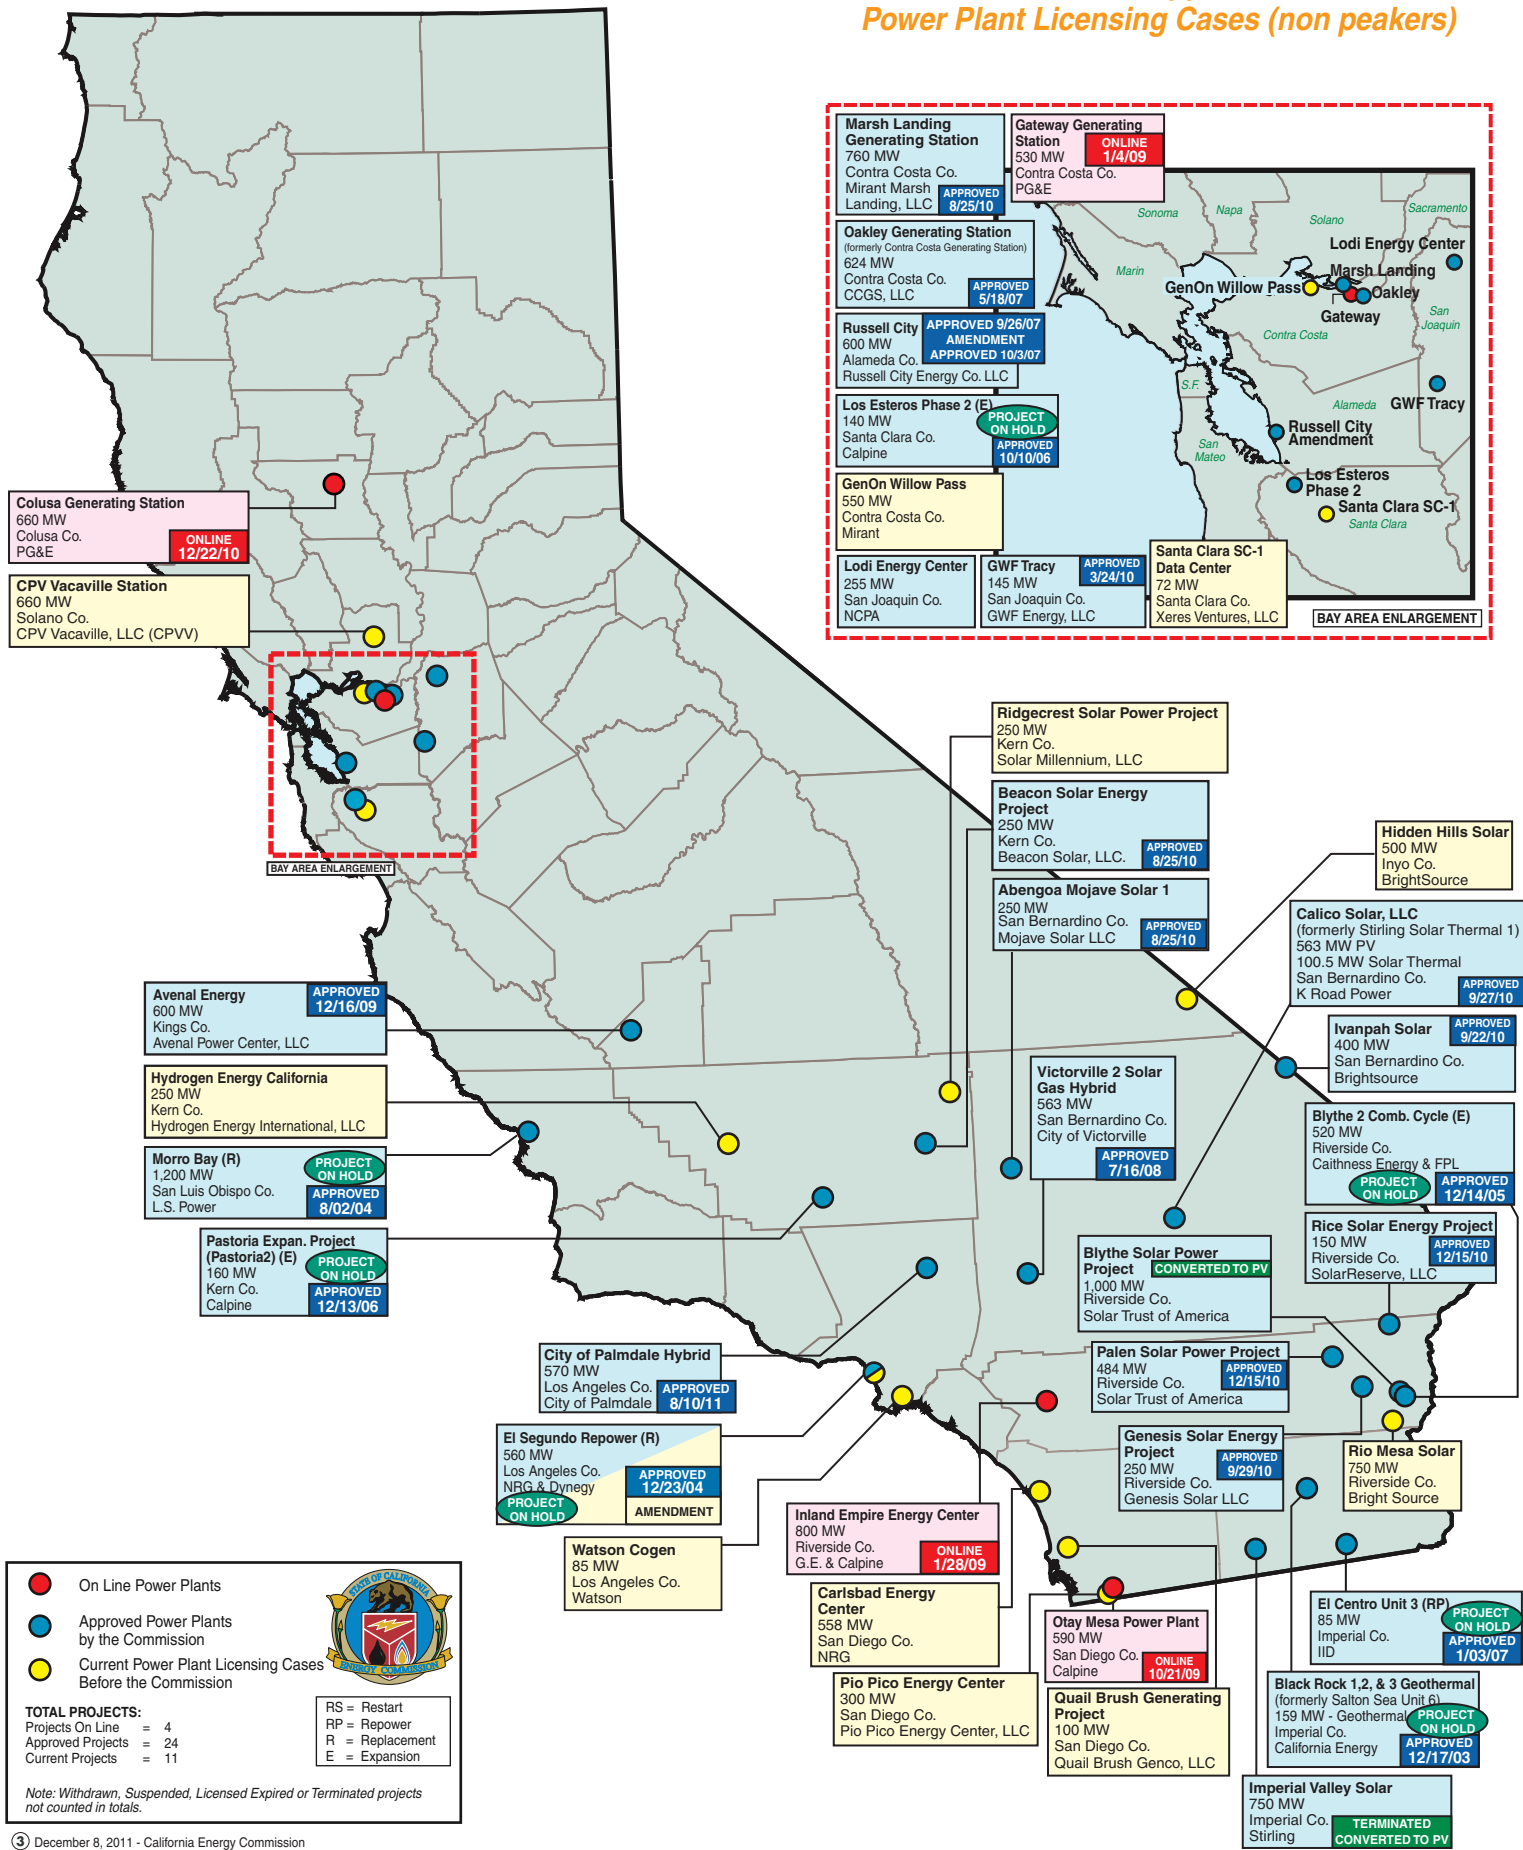 Power Plant Licensing Cases (non peakers)
Marsh Landing
Generating Station
760 MW
Contra Costa Co.
Mirant Marsh
Landing, LLC
APPROVED
8/25/10
Gateway Generating
Station
530 MW
Contra Costa Co.
PG&E
ONLINE
1/4/09
Oakley Generating Station
(formerly Contra Costa Generating Station)
624 MW
Contra Costa Co.
CCGS, LLC
APPROVED
5/18/07
Russell City
600 MW
Alameda Co.
Russell City Energy Co. LLC
APPROVED 9/26/07
AMENDMENT
APPROVED 10/3/07
Los Esteros Phase 2 (E)
140 MW
Santa Clara Co.
Calpine
PROJECT
ON HOLD
APPROVED
10/10/06
GenOn Willow Pass
550 MW
Contra Costa Co.
Mirant
Lodi Energy Center
255 MW
San Joaquin Co.
NCPA
GWF Tracy
145 MW
San Joaquin Co.
GWF Energy, LLC
APPROVED
3/24/10
Santa Clara SC-1
Data Center
72 MW
Santa Clara Co.
Xeres Ventures, LLC
Sonoma
Napa
Solano
Sacramento
Lodi Energy Center
Marin
Marsh Landing
GenOn Willow Pass
Oakley
Gateway
San
Joaquin
Contra Costa
S.F.
Alameda
GWF Tracy
Russell City
Amendment
San
Mateo
Los Esteros
Phase 2
Santa Clara SC-1
Santa Clara
BAY AREA ENLARGEMENT
Colusa Generating Station
660 MW
Colusa Co.
PG&E
ONLINE
12/22/10
CPV Vacaville Station
660 MW
Solano Co.
CPV Vacaville, LLC (CPVV)
BAY AREA ENLARGEMENT
Ridgecrest Solar Power Project
250 MW
Kern Co.
Solar Millennium, LLC
Beacon Solar Energy
Project
250 MW
Kern Co.
Beacon Solar, LLC.
APPROVED
8/25/10
Abengoa Mojave Solar 1
250 MW
San Bernardino Co.
Mojave Solar LLC
APPROVED
8/25/10
Hidden Hills Solar
500 MW
Inyo Co.
BrightSource
Calico Solar, LLC
(formerly Stirling Solar Thermal 1)
563 MW PV
100.5 MW Solar Thermal
San Bernardino Co.
K Road Power
APPROVED
9/27/10
Ivanpah Solar
400 MW
San Bernardino Co.
Brightsource
APPROVED
9/22/10
Avenal Energy
600 MW
Kings Co.
Avenal Power Center, LLC
APPROVED
12/16/09
Hydrogen Energy California
250 MW
Kern Co.
Hydrogen Energy International, LLC
Morro Bay (R)
1,200 MW
San Luis Obispo Co.
L.S. Power
PROJECT
ON HOLD
APPROVED
8/02/04
Pastoria Expan. Project
(Pastoria2) (E)
160 MW
Kern Co.
Calpine
PROJECT
ON HOLD
APPROVED
12/13/06
Victorville 2 Solar
Gas Hybrid
563 MW
San Bernardino Co.
City of Victorville
APPROVED
7/16/08
Blythe 2 Comb. Cycle (E)
520 MW
Riverside Co.
Caithness Energy & FPL
PROJECT
ON HOLD
APPROVED
12/14/05
Rice Solar Energy Project
150 MW
Riverside Co.
SolarReserve, LLC
APPROVED
12/15/10
Blythe Solar Power
Project
CONVERTED TO PV
1,000 MW
Riverside Co.
Solar Trust of America
Palen Solar Power Project
484 MW
Riverside Co.
Solar Trust of America
APPROVED
12/15/10
Genesis Solar Energy
Project
250 MW
Riverside Co.
Genesis Solar LLC
APPROVED
9/29/10
Rio Mesa Solar
750 MW
Riverside Co.
Bright Source
City of Palmdale Hybrid
570 MW
Los Angeles Co.
City of Palmdale
APPROVED
8/10/11
El Segundo Repower (R)
560 MW
Los Angeles Co.
NRG & Dynegy
PROJECT
ON HOLD
APPROVED
12/23/04
AMENDMENT
Watson Cogen
85 MW
Los Angeles Co.
Watson
Inland Empire Energy Center
800 MW
Riverside Co.
G.E. & Calpine
ONLINE
1/28/09
Carlsbad Energy
Center
558 MW
San Diego Co.
NRG
Pio Pico Energy Center
300 MW
San Diego Co.
Pio Pico Energy Center, LLC
Otay Mesa Power Plant
590 MW
San Diego Co.
Calpine
ONLINE
10/21/09
Quail Brush Generating
Project
100 MW
San Diego Co.
Quail Brush Genco, LLC
El Centro Unit 3 (RP)
85 MW
Imperial Co.
IID
PROJECT
ON HOLD
APPROVED
1/03/07
Black Rock 1,2, & 3 Geothermal
(formerly Salton Sea Unit 6)
159 MW - Geothermal
Imperial Co.
California Energy
PROJECT
ON HOLD
APPROVED
12/17/03
Imperial Valley Solar
750 MW
Imperial Co.
Stirling
TERMINATED
CONVERTED TO PV
On Line Power Plants
Approved Power Plants
by the Commission
Current Power Plant Licensing Cases
Before the Commission
STATE OF CALIFORNIA
ENERGY COMMISSION
TOTAL PROJECTS:
Projects On Line = 4
Approved Projects = 24
Current Projects = 11
RS = Restart
RP = Repower
R = Replacement
E = Expansion
Note: Withdrawn, Suspended, Licensed Expired or Terminated projects
not counted in totals.
3 December 8, 2011 - California Energy Commission